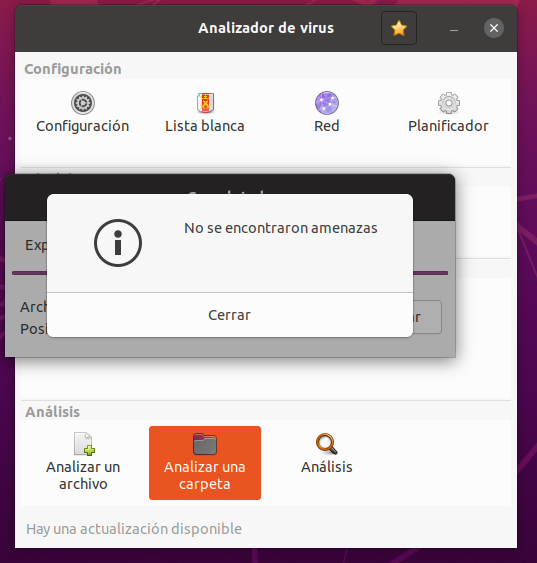 Analizador de virus
Configuración
Configuración
Lista blanca
Red
Planificador
No se encontraron amenazas
Cerrar
Análisis
Analizar un
archivo
Analizar una
carpeta
Análisis
Hay una actualización disponible